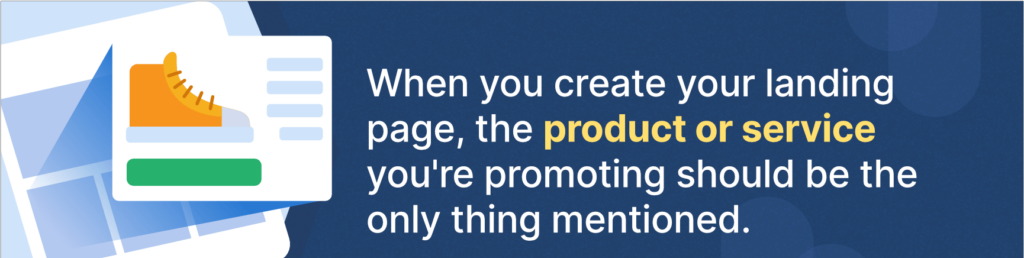 When you create your landing
page, the product or service
you're promoting should be the
only thing mentioned.